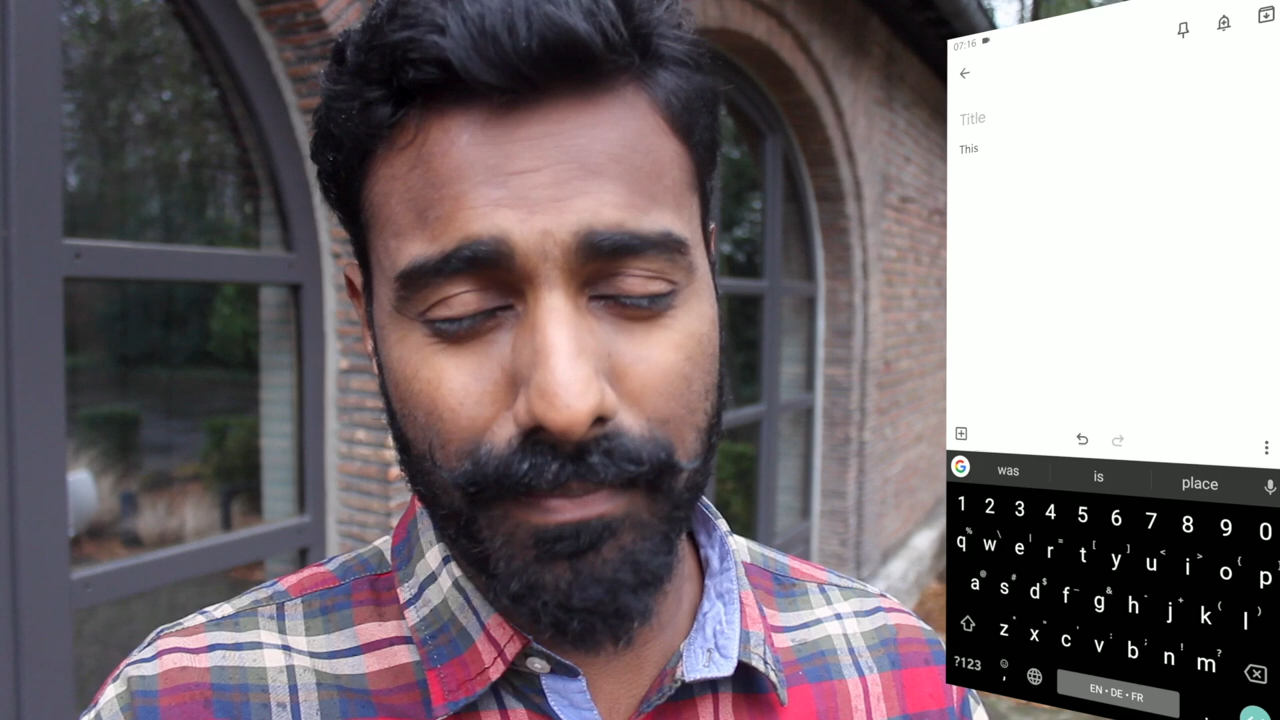 07:16
Title
This
was is place
1 2 3 4 5 6 7 8 9 0
q w e r t y u i o p
a s d f g h j k l
z x c v b n m
?123 , EN • DE • FR